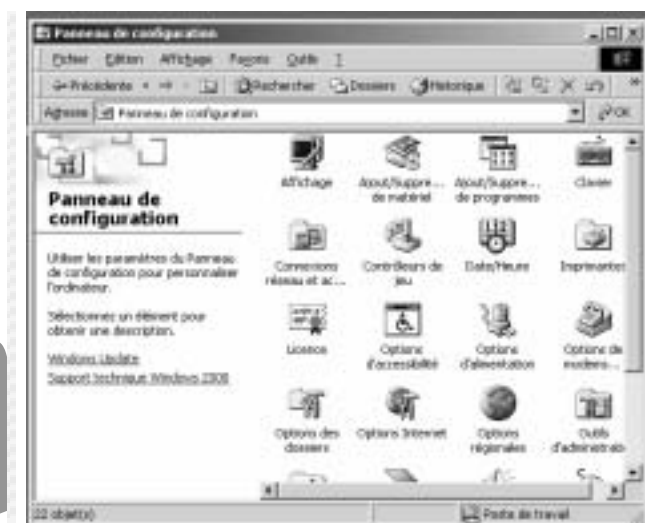 Panneau de configuration
Fichier Edition Affichage Favoris Outils ?
Précédente Rechercher Dossiers Historique
Adresse Panneau de configuration OK
Panneau de
configuration
Utiliser les paramètres du Panneau
de configuration pour personnaliser
l'ordinateur.
Sélectionnez un élément pour
obtenir une description.
Windows Update
Support technique Windows 2000
Affichage
Ajout/Suppre...
de matériel
Ajout/Suppre...
de programmes
Clavier
Connexions
réseau et ac...
Contrôleurs de
jeu
Date/Heure
Imprimantes
Licence
Options
d'accessibilité
Options
d'alimentation
Options de
modems...
Options des
dossiers
Options Internet
Options
régionales
Outils
d'administrati
22 objet(s)
Poste de travail